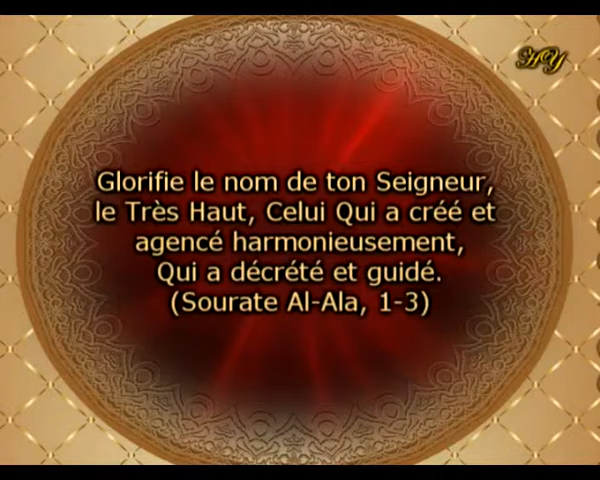 HY
Glorifie le nom de ton Seigneur,
le Très Haut, Celui Qui a créé et
agencé harmonieusement,
Qui a décrété et guidé.
(Sourate Al-Ala, 1-3)